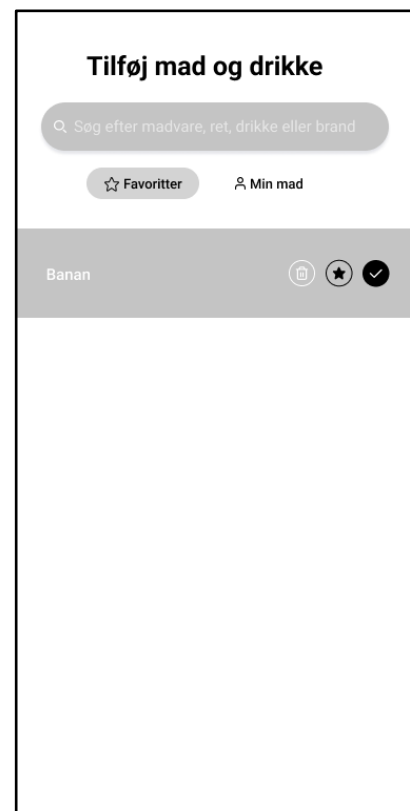 Tilføj mad og drikke
Søg efter madvare, ret, drikke eller brand
Favoritter Min mad
Banan